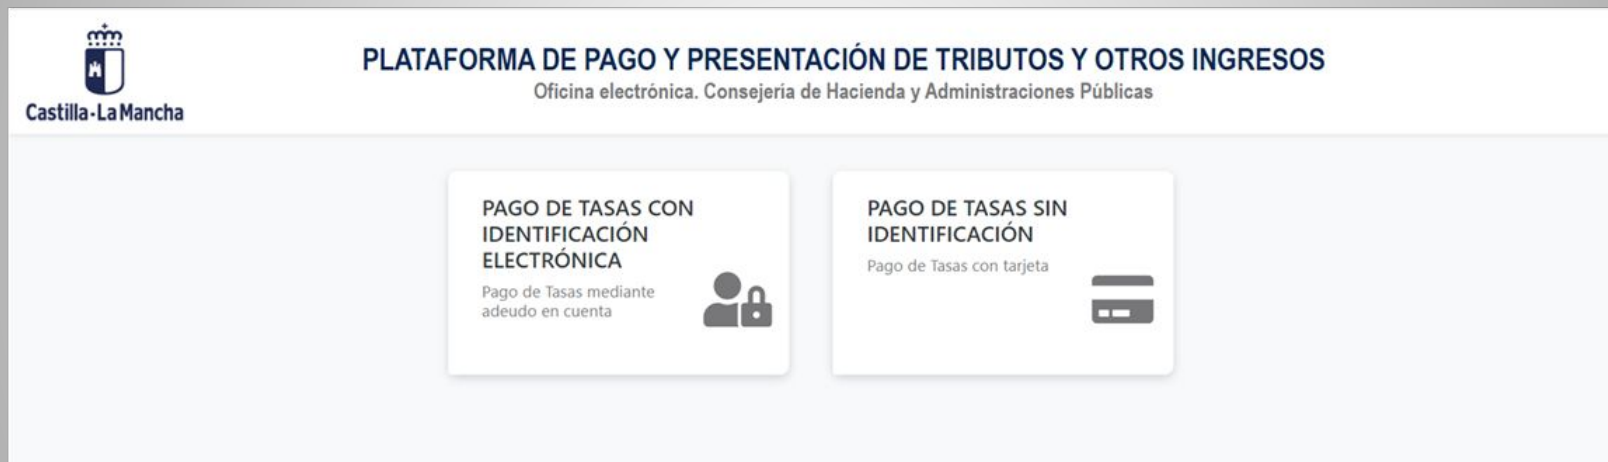 Castilla-La Mancha
PLATAFORMA DE PAGO Y PRESENTACIÓN DE TRIBUTOS Y OTROS INGRESOS
Oficina electrónica. Consejería de Hacienda y Administraciones Públicas
PAGO DE TASAS CON
IDENTIFICACIÓN
ELECTRÓNICA
Pago de Tasas mediante
adeudo en cuenta
PAGO DE TASAS SIN
IDENTIFICACIÓN
Pago de Tasas con tarjeta